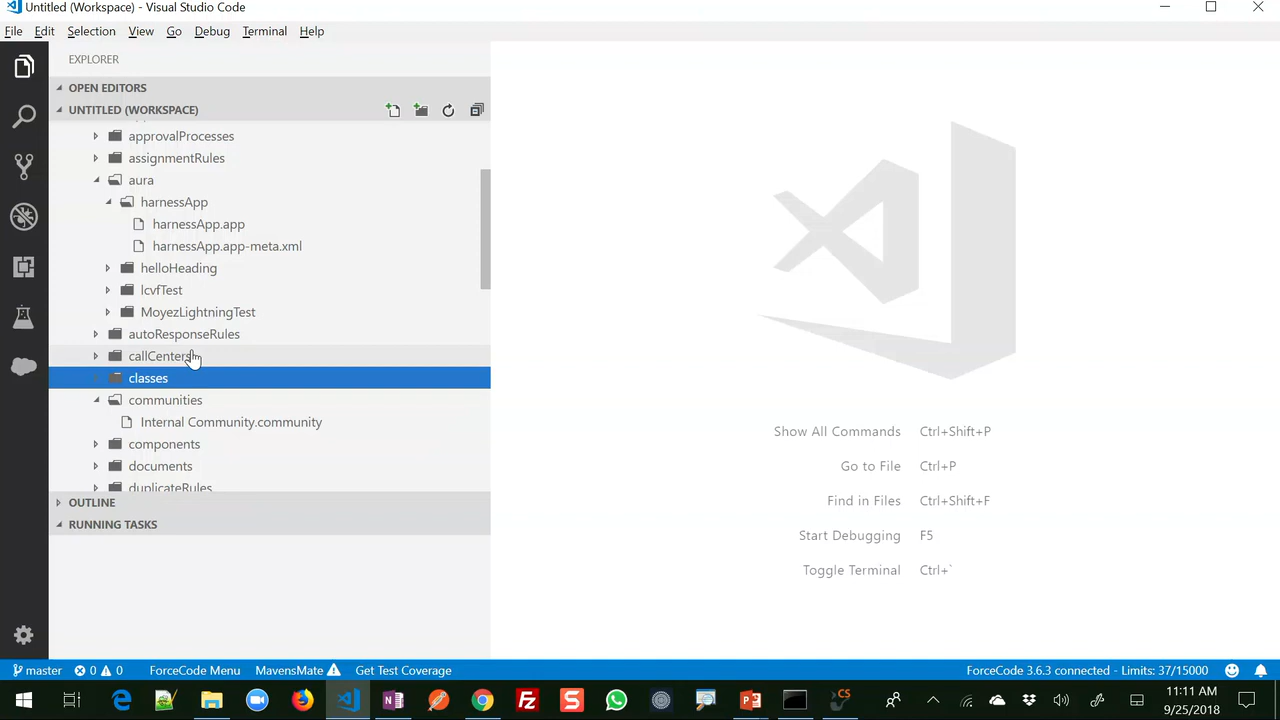 Untitled (Workspace) - Visual Studio Code
File Edit Selection View Go Debug Terminal Help
EXPLORER
OPEN EDITORS
UNTITLED (WORKSPACE)
approvalProcesses
assignmentRules
aura
harnessApp
harnessApp.app
harnessApp.app-meta.xml
helloHeading
lcvfTest
MoyezLightningTest
autoResponseRules
callCenters
classes
communities
Internal Community.community
components
documents
duplicateRules
OUTLINE
RUNNING TASKS
Show All Commands Ctrl+Shift+P
Go to File Ctrl+P
Find in Files Ctrl+Shift+F
Start Debugging F5
Toggle Terminal Ctrl+`
master 0 0 ForceCode Menu MavensMate Get Test Coverage ForceCode 3.6.3 connected - Limits: 37/15000
11:11 AM
9/25/2018